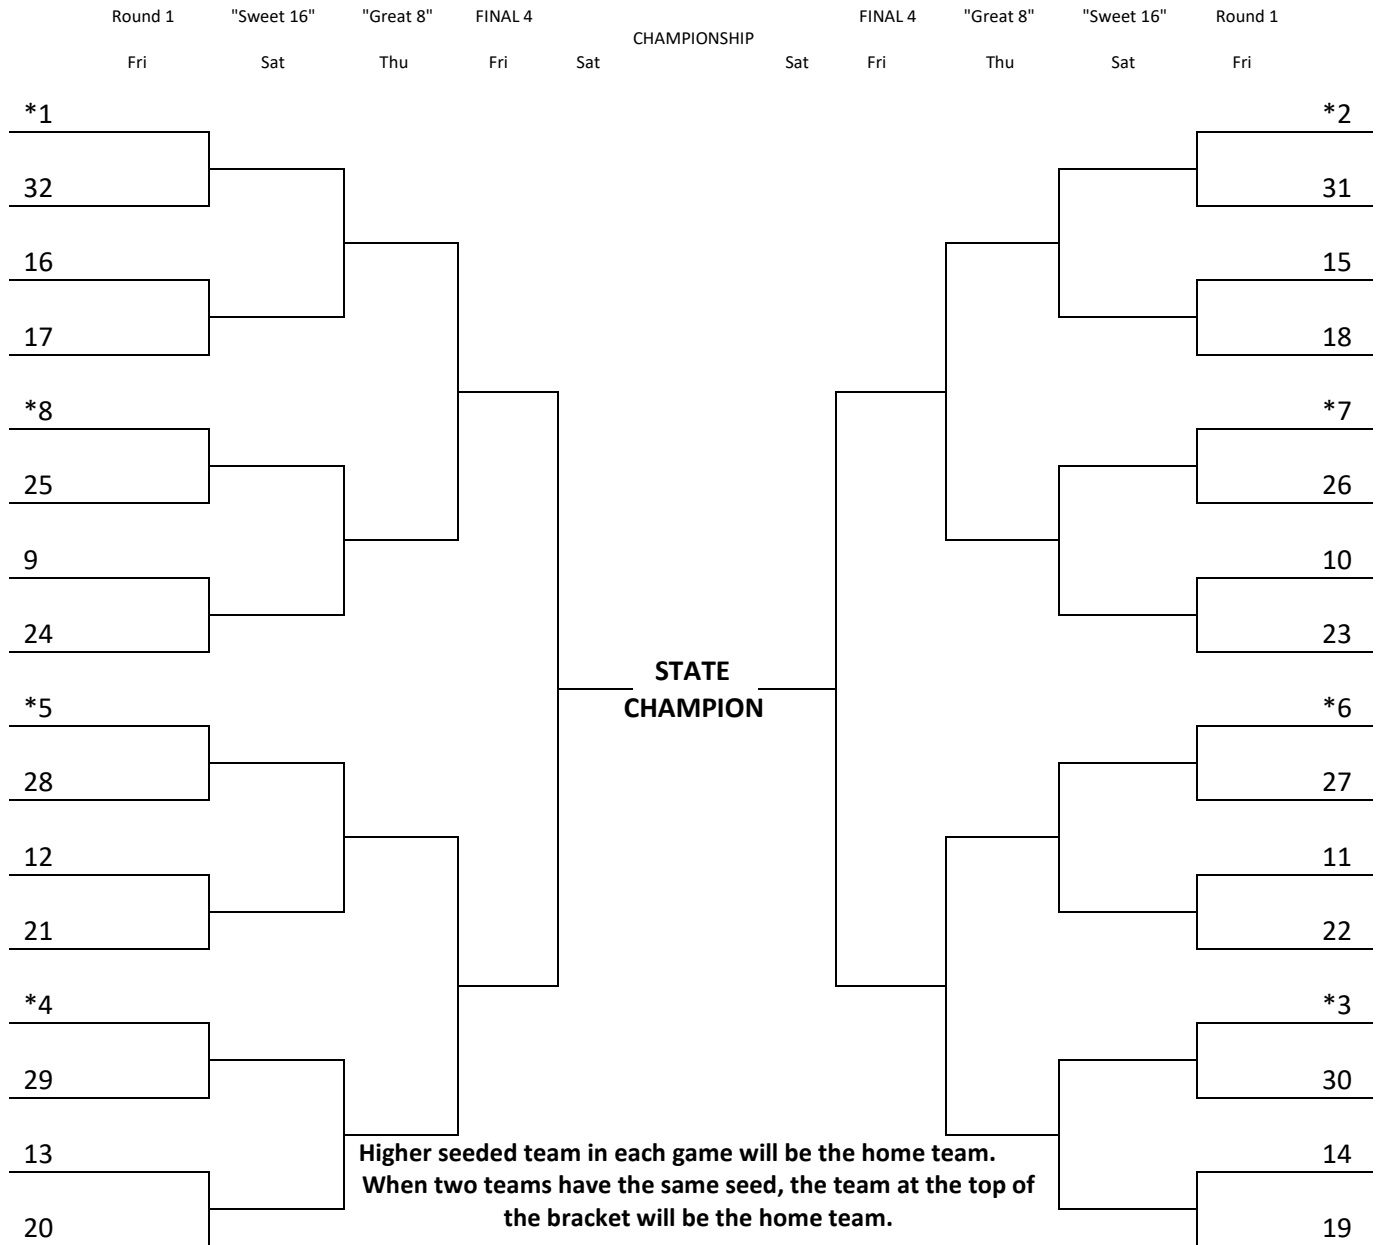 Round 1 "Sweet 16" "Great 8" FINAL 4 FINAL 4 "Great 8" "Sweet 16" Round 1
CHAMPIONSHIP
Fri Sat Thu Fri Sat Sat Fri Thu Sat Fri
*1 *2
32 31
16 15
17 18
*8 *7
25 26
9 10
24 23
STATE
CHAMPION
*5 *6
28 27
12 11
21 22
*4 *3
29 30
13 14
Higher seeded team in each game will be the home team.
When two teams have the same seed, the team at the top of
the bracket will be the home team.
20 19